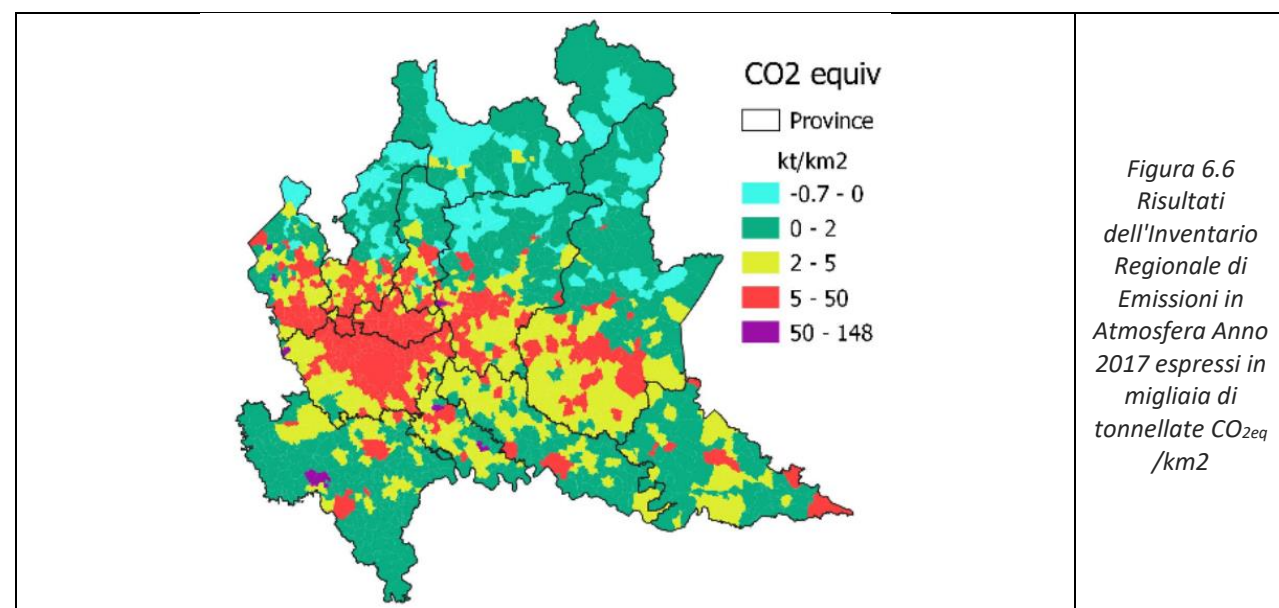 CO2 equiv
Province
kt/km2
-0.7 - 0
0 - 2
2 - 5
5 - 50
50 - 148
Figura 6.6
Risultati
dell'Inventario
Regionale di
Emissioni in
Atmosfera Anno
2017 espressi in
migliaia di
tonnellate CO2eq
/km2